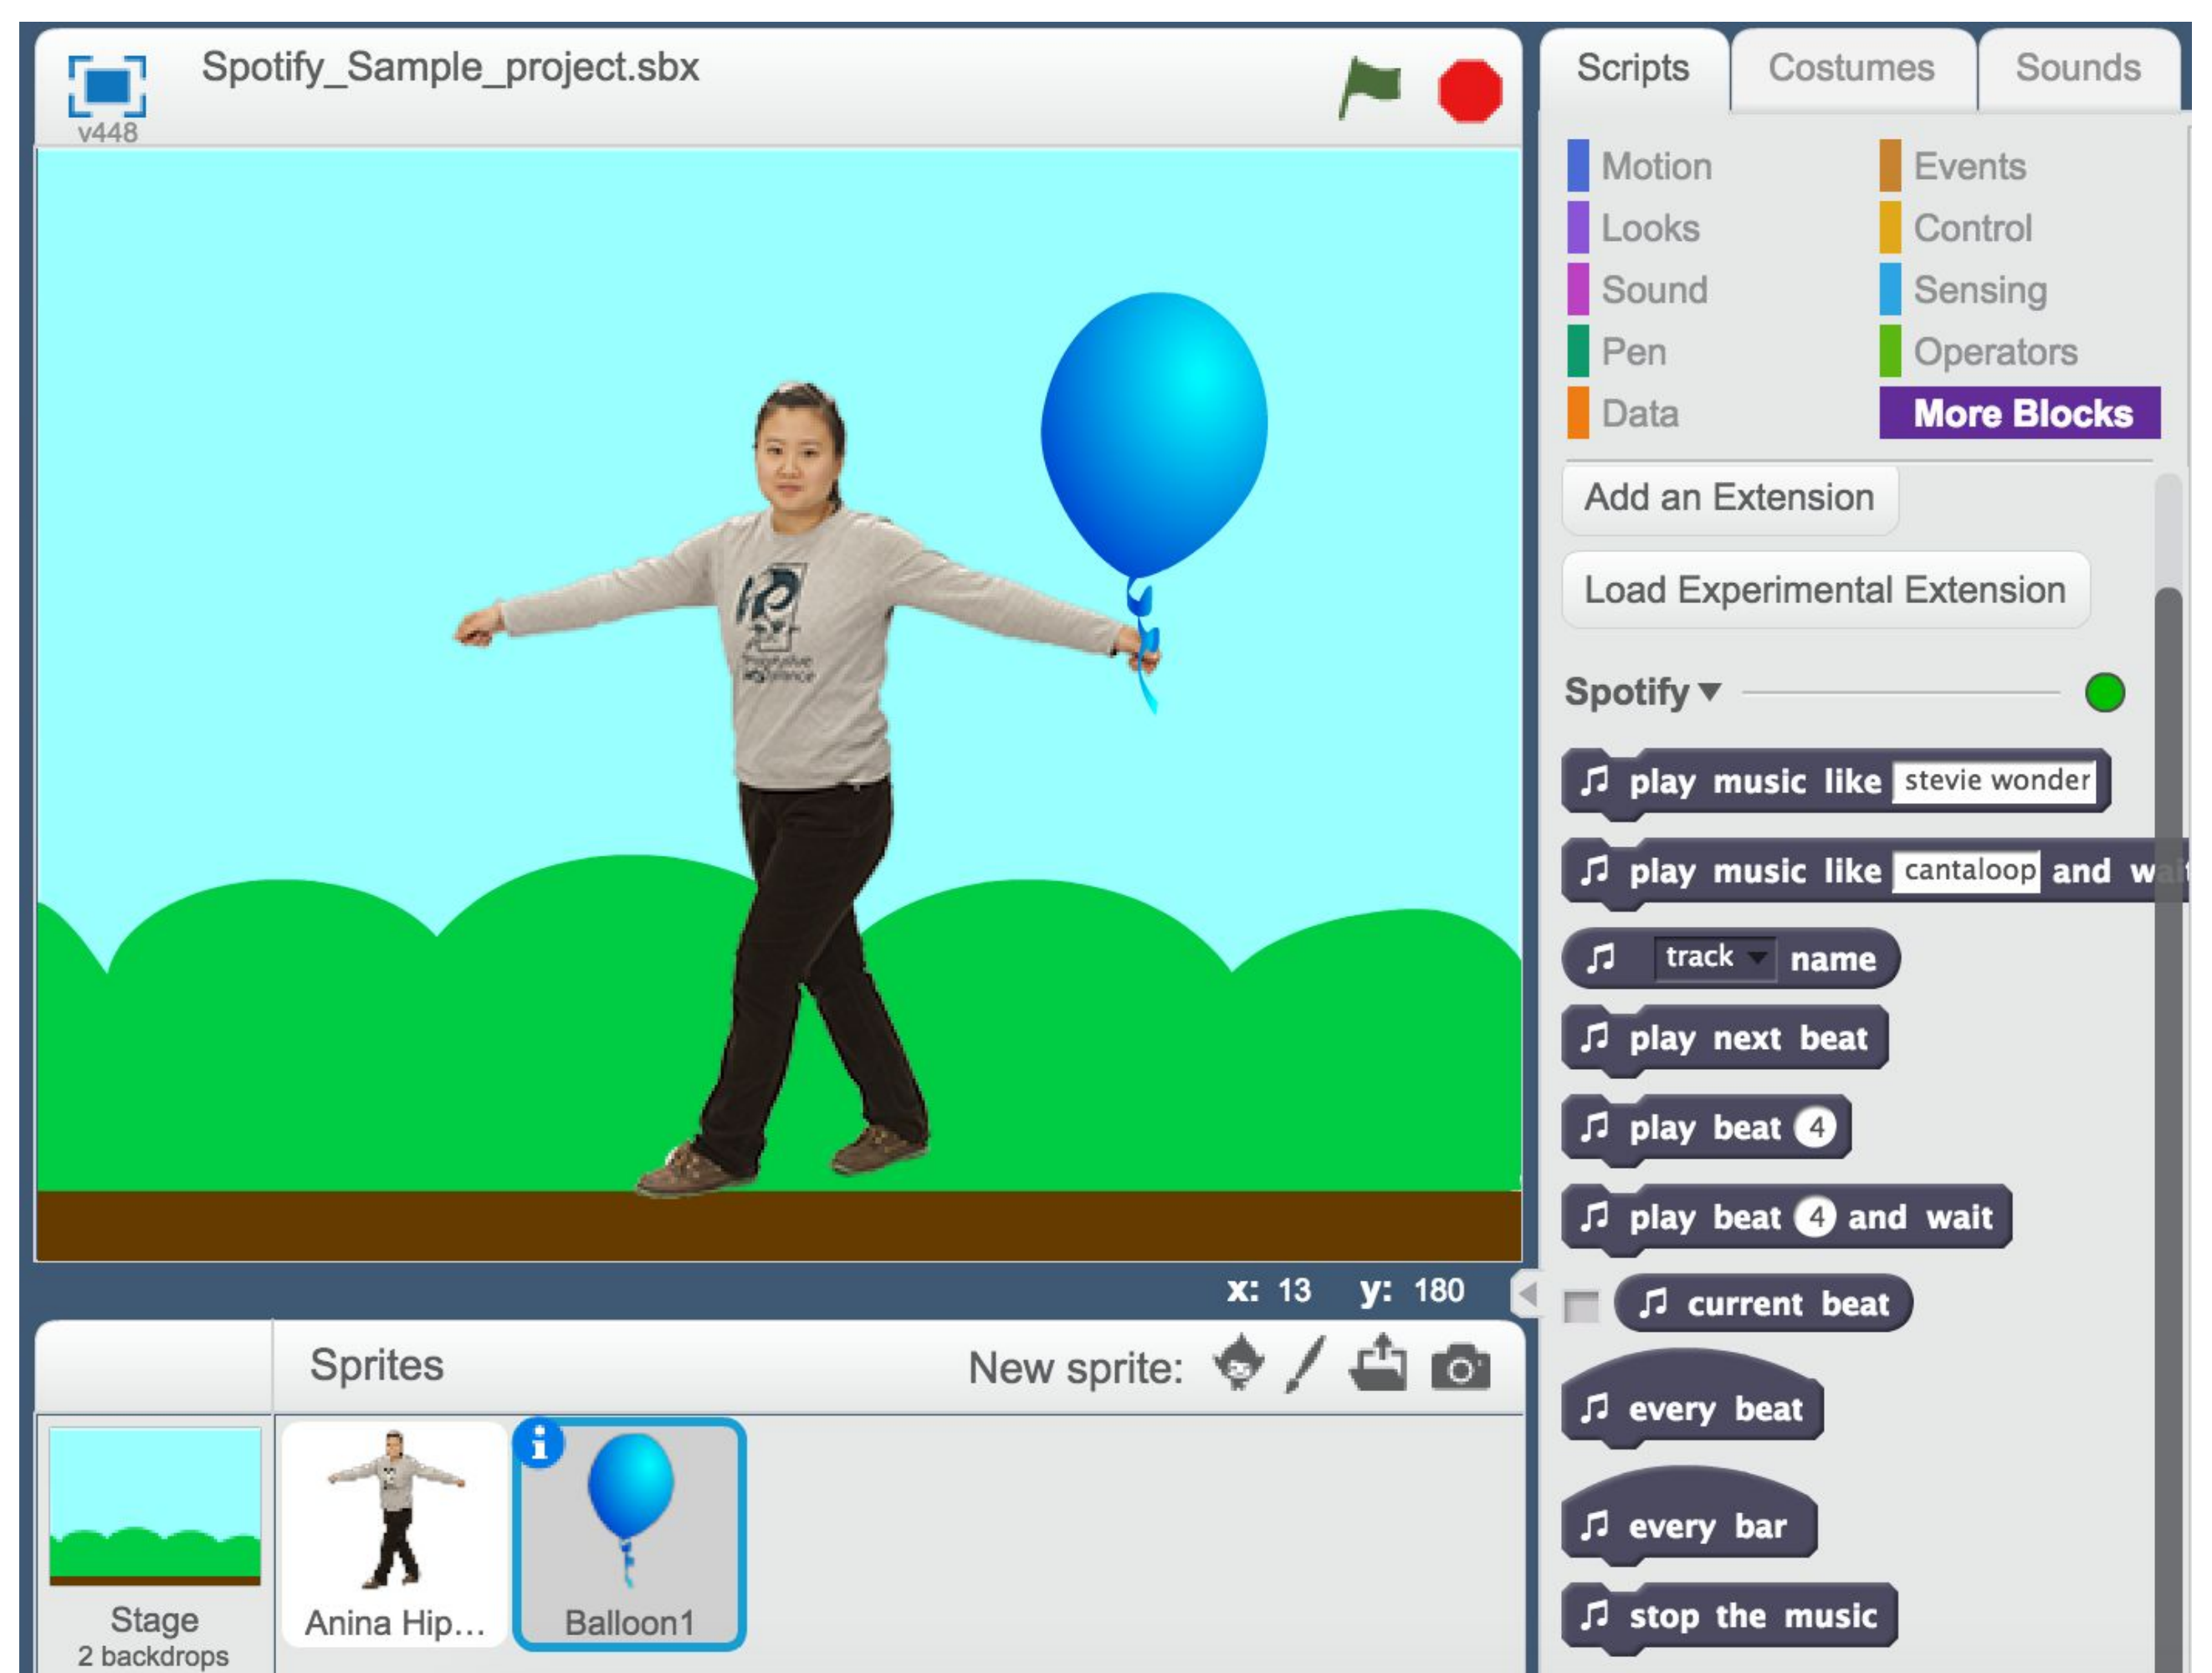 Spotify_Sample_project.sbx
v448
x: 13 y: 180
Sprites
New sprite:
Stage
2 backdrops
Anina Hip...
Balloon1
Scripts
Costumes
Sounds
Motion
Events
Looks
Control
Sound
Sensing
Pen
Operators
Data
More Blocks
Add an Extension
Load Experimental Extension
Spotify
play music like stevie wonder
play music like cantaloop and wait
track name
play next beat
play beat 4
play beat 4 and wait
current beat
every beat
every bar
stop the music